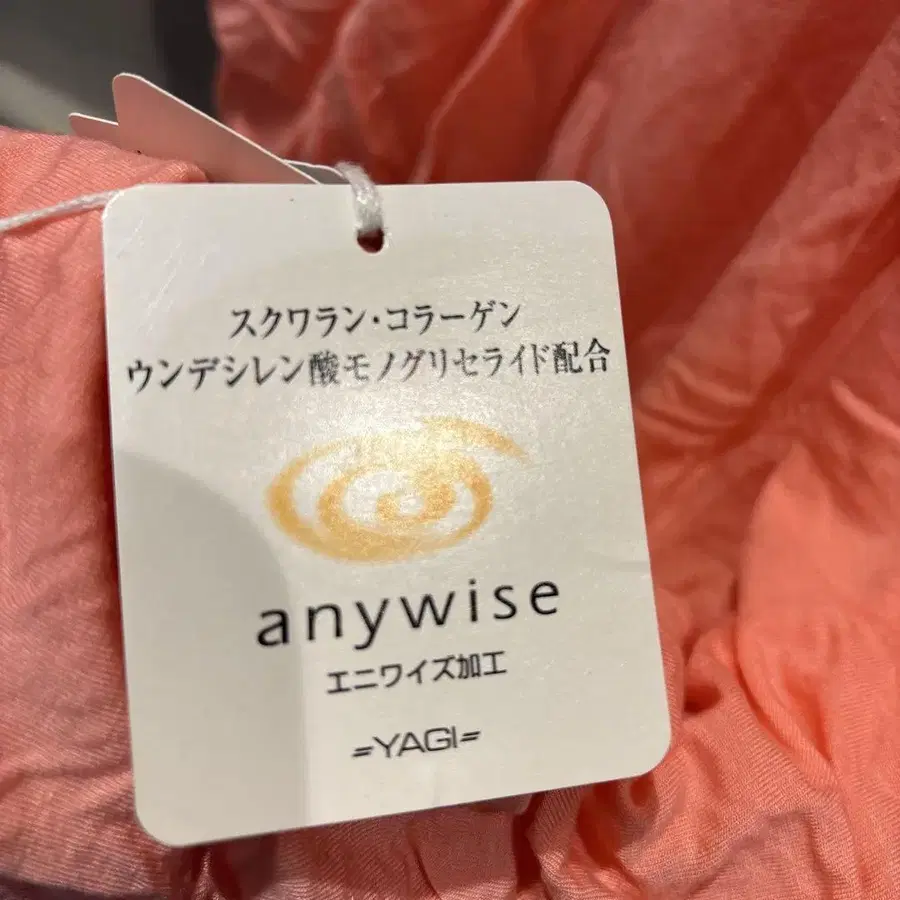 スクワラン・コラーゲン
ウンデシレン酸モノグリセライド配合
anywise
エニワイズ加工
=YAGI=